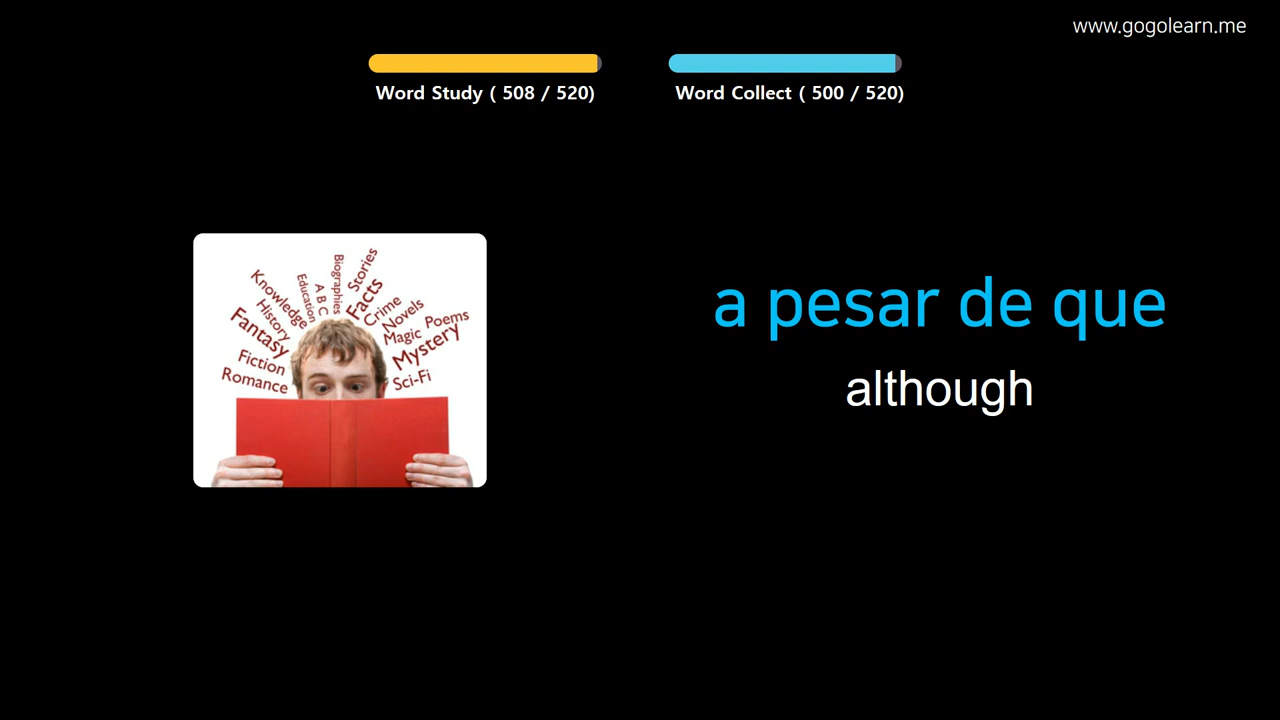 www.gogolearn.me
Word Study ( 508 / 520)
Word Collect ( 500 / 520)
Knowledge
History
Fantasy
Fiction
Romance
Education
A B C
Biographies
Stories
Facts
Crime
Novels
Magic
Poems
Mystery
Sci-Fi
a pesar de que
although